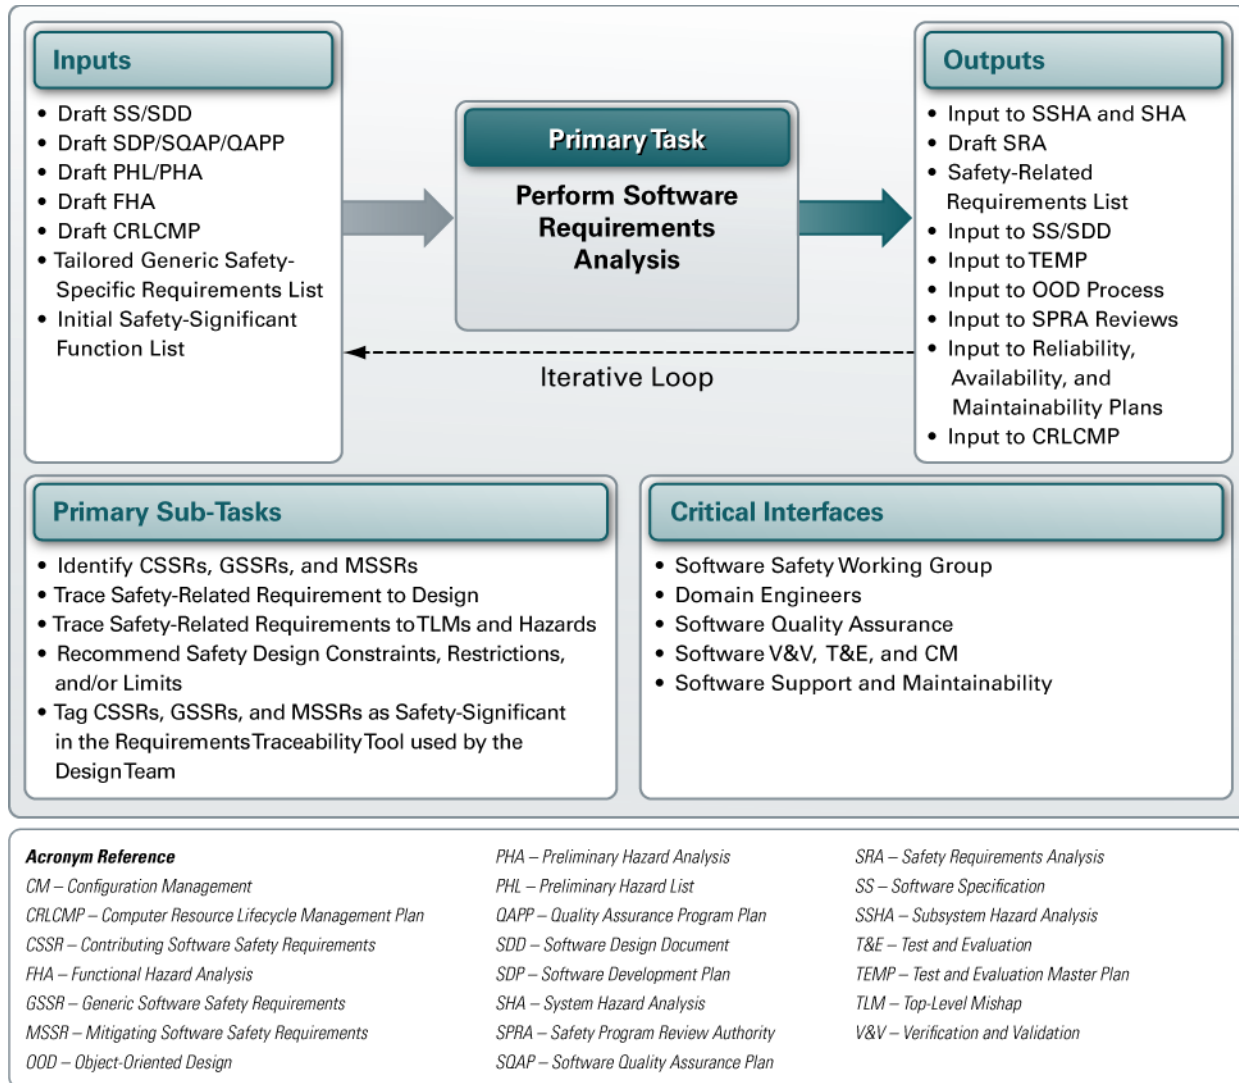 Inputs
• Draft SS/SDD
• Draft SDP/SQAP/QAPP
• Draft PHL/PHA
• Draft FHA
• Draft CRLCMP
• Tailored Generic Safety-
Specific Requirements List
• Initial Safety-Significant
Function List
Primary Task
Perform Software
Requirements
Analysis
Iterative Loop
Outputs
• Input to SSHA and SHA
• Draft SRA
• Safety-Related
Requirements List
• Input to SS/SDD
• Input to TEMP
• Input to OOD Process
• Input to SPRA Reviews
• Input to Reliability,
Availability, and
Maintainability Plans
• Input to CRLCMP
Primary Sub-Tasks
• Identify CSSRs, GSSRs, and MSSRs
• Trace Safety-Related Requirement to Design
• Trace Safety-Related Requirements to TLMs and Hazards
• Recommend Safety Design Constraints, Restrictions,
and/or Limits
• Tag CSSRs, GSSRs, and MSSRs as Safety-Significant
in the Requirements Traceability Tool used by the
Design Team
Critical Interfaces
• Software Safety Working Group
• Domain Engineers
• Software Quality Assurance
• Software V&V, T&E, and CM
• Software Support and Maintainability
Acronym Reference
CM – Configuration Management
CRLCMP – Computer Resource Lifecycle Management Plan
CSSR – Contributing Software Safety Requirements
FHA – Functional Hazard Analysis
GSSR – Generic Software Safety Requirements
MSSR – Mitigating Software Safety Requirements
OOD – Object-Oriented Design
PHA – Preliminary Hazard Analysis
PHL – Preliminary Hazard List
QAPP – Quality Assurance Program Plan
SDD – Software Design Document
SDP – Software Development Plan
SHA – System Hazard Analysis
SPRA – Safety Program Review Authority
SQAP – Software Quality Assurance Plan
SRA – Safety Requirements Analysis
SS – Software Specification
SSHA – Subsystem Hazard Analysis
T&E – Test and Evaluation
TEMP – Test and Evaluation Master Plan
TLM – Top-Level Mishap
V&V – Verification and Validation